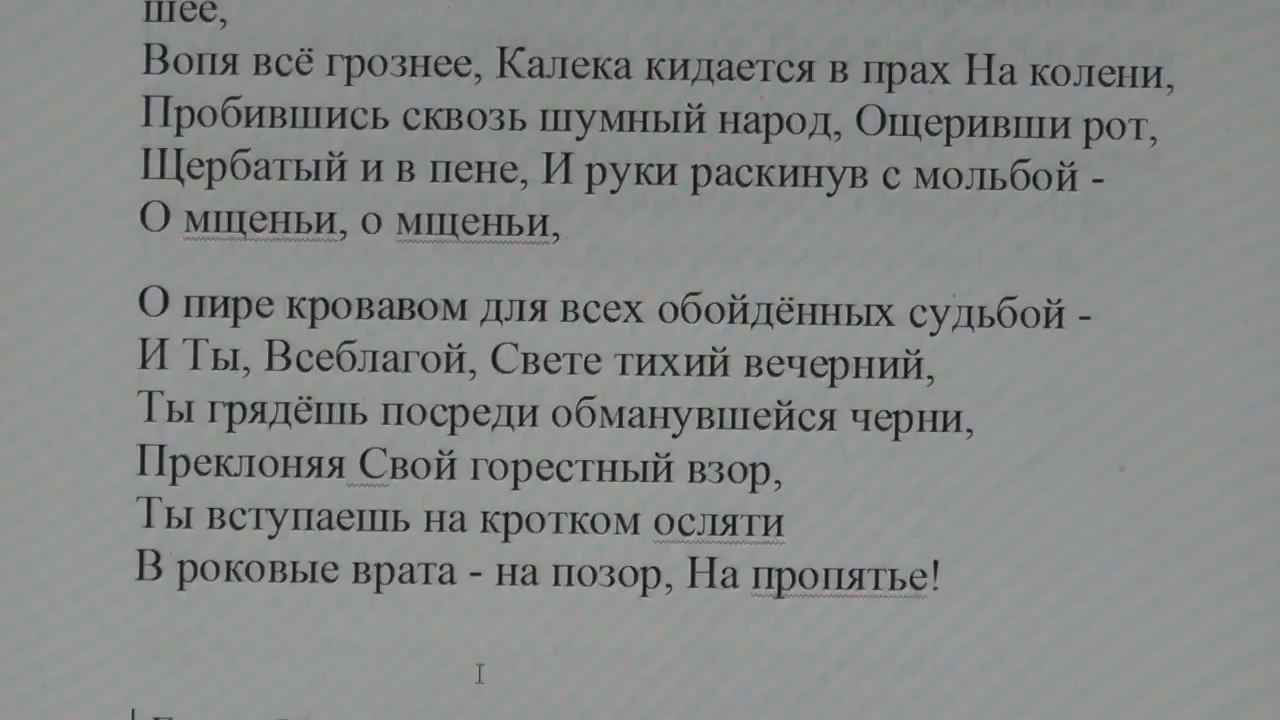 шее,
Вопя всё грознее, Калека кидается в прах На колени,
Пробившись сквозь шумный народ, Ощеривши рот,
Щербатый и в пене, И руки раскинув с мольбой -
О мщеньи, о мщеньи,
О пире кровавом для всех обойдённых судьбой -
И Ты, Всеблагой, Свете тихий вечерний,
Ты грядёшь посреди обманувшейся черни,
Преклоняя Свой горестный взор,
Ты вступаешь на кротком осляти
В роковые врата - на позор, На пропятье!